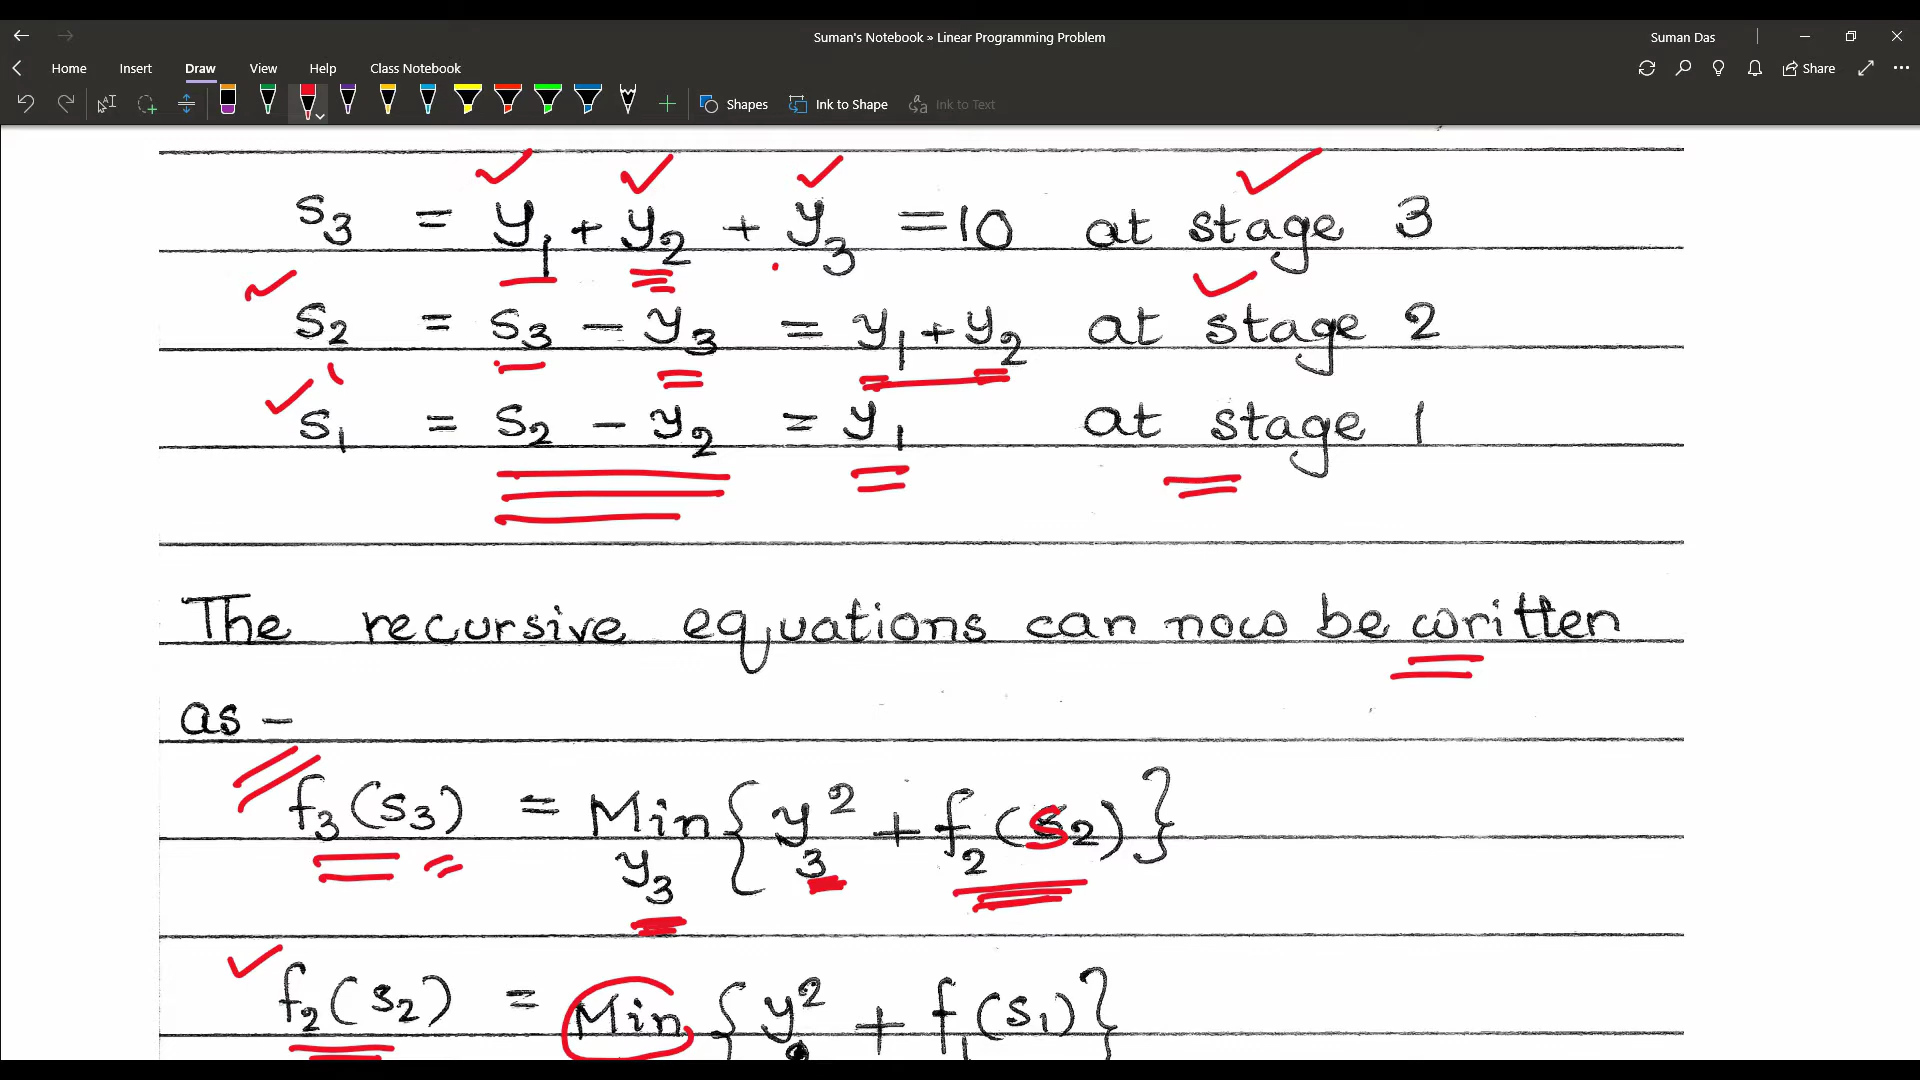 Suman's Notebook » Linear Programming Problem
Suman Das
Home Insert Draw View Help Class Notebook
Share
Shapes Ink to Shape Ink to Text
s₃ = y₁ + y₂ + y₃ = 10 at stage 3
s₂ = s₃ - y₃ = y₁ + y₂ at stage 2
s₁ = s₂ - y₂ = y₁ at stage 1
The recursive equations can now be written
as -
f₃(s₃) = Min {y₃² + f₂(s₂)}
y₃
f₂(s₂) = Min {y² + f₁(s₁)}